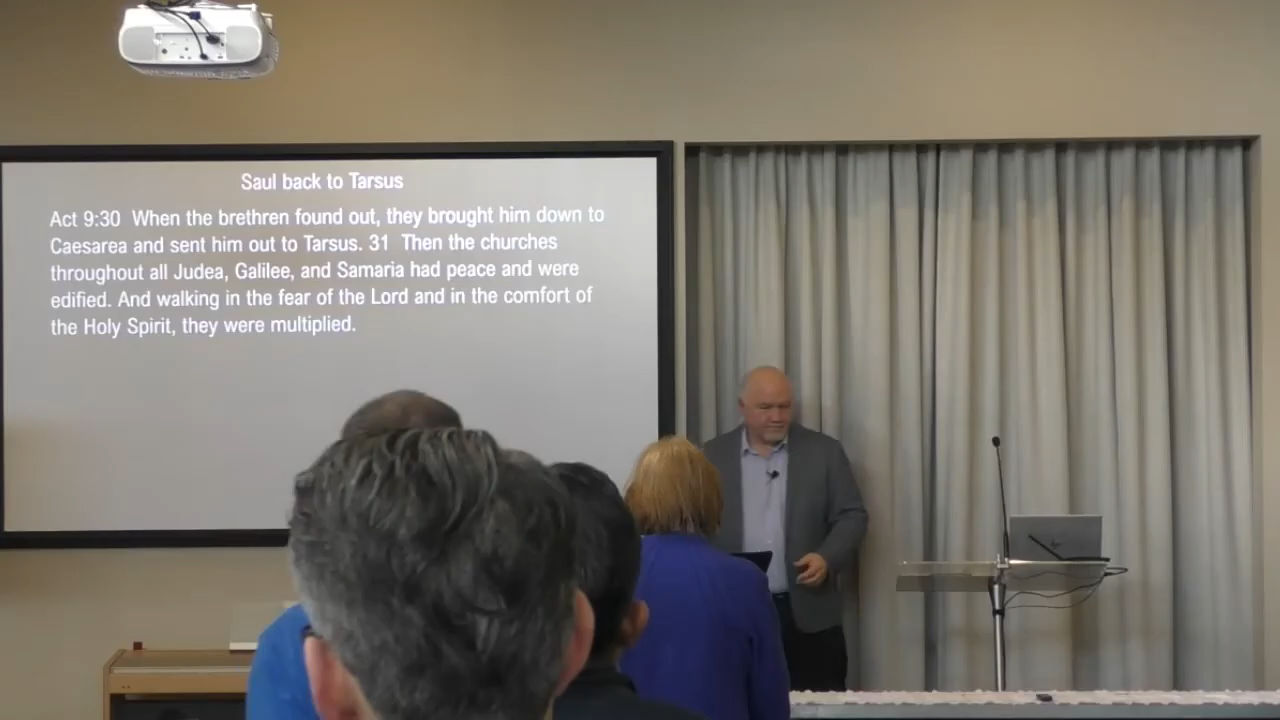 Saul back to Tarsus
Act 9:30 When the brethren found out, they brought him down to
Caesarea and sent him out to Tarsus. 31 Then the churches
throughout all Judea, Galilee, and Samaria had peace and were
edified. And walking in the fear of the Lord and in the comfort of
the Holy Spirit, they were multiplied.